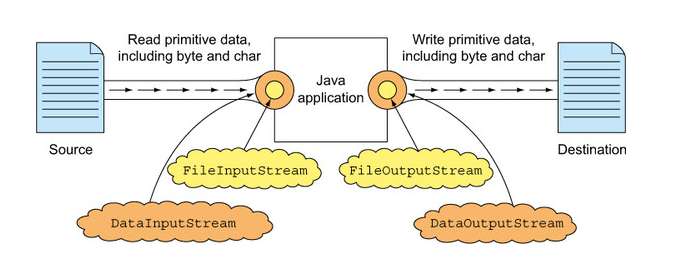 Read primitive data,
including byte and char
Write primitive data,
including byte and char
Java
application
Source
Destination
FileInputStream
FileOutputStream
DataInputStream
DataOutputStream